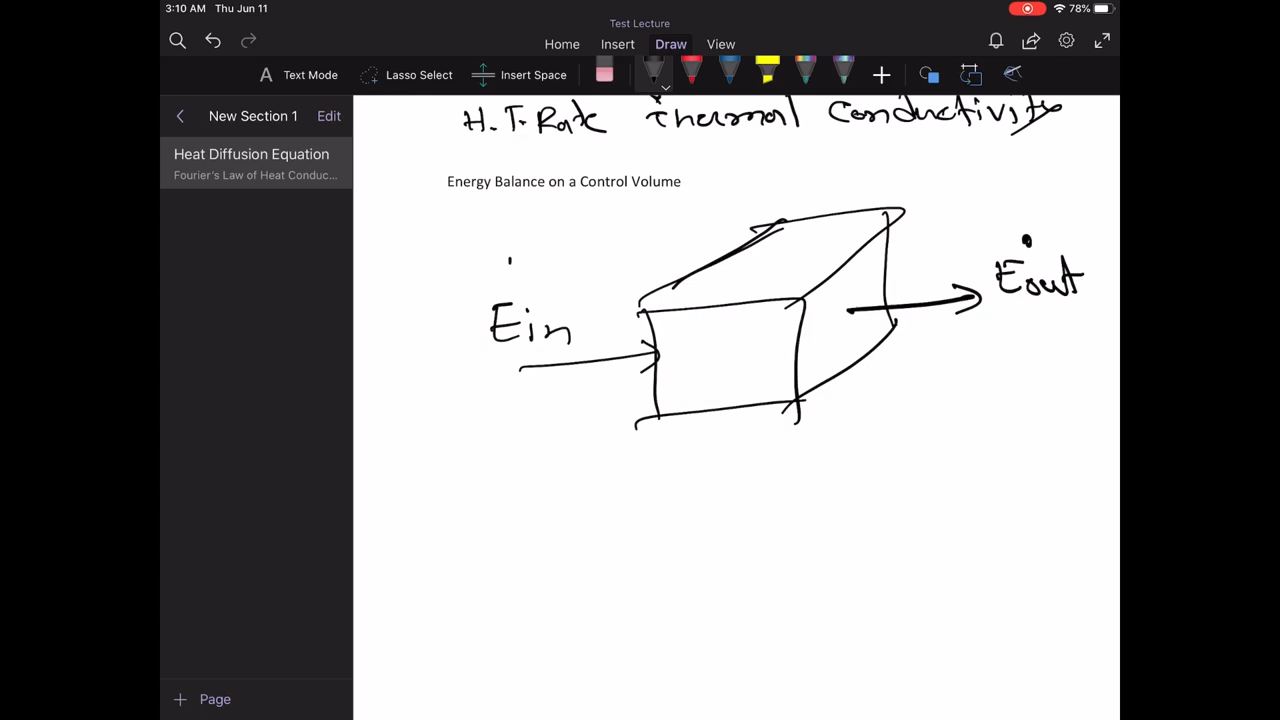 3:10 AM Thu Jun 11
78%
Test Lecture
Home Insert Draw View
Text Mode Lasso Select Insert Space
New Section 1 Edit
Heat Diffusion Equation
Fourier's Law of Heat Conduc...
H.T. Rate thermal Conductivity
Energy Balance on a Control Volume
Ėout
Ėin
Page